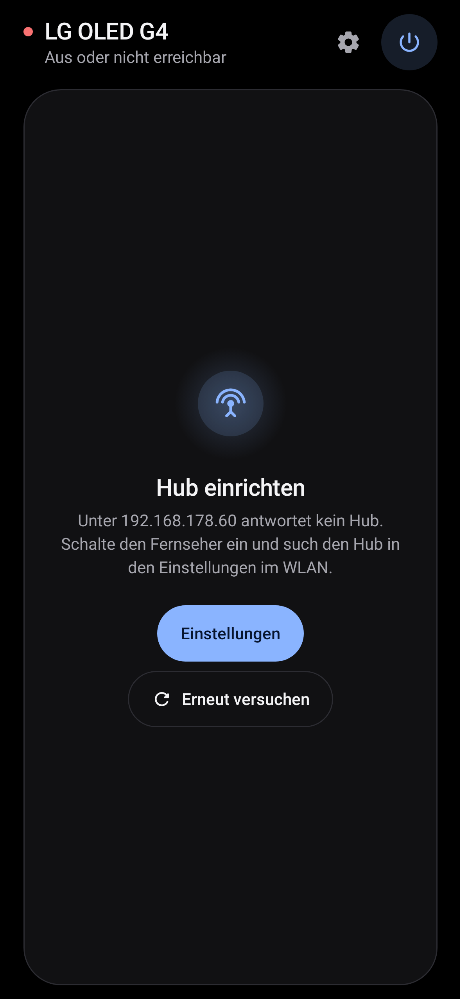 LG OLED G4
Aus oder nicht erreichbar
Hub einrichten
Unter 192.168.178.60 antwortet kein Hub.
Schalte den Fernseher ein und such den Hub in
den Einstellungen im WLAN.
Einstellungen
Erneut versuchen